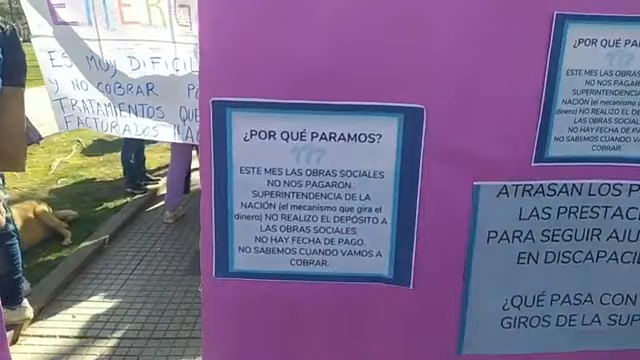 EMERG
ES MUY DIFICIL
Y NO COBRAR PO
TRATAMIENTOS QUE
FACTURADOS HAC
¿POR QUÉ PARAMOS?
???
ESTE MES LAS OBRAS SOCIALES
NO NOS PAGARON.
SUPERINTENDENCIA DE LA
NACIÓN (el mecanismo que gira el
dinero) NO REALIZO EL DEPÓSITO A
LAS OBRAS SOCIALES.
NO HAY FECHA DE PAGO,
NO SABEMOS CUANDO VAMOS A
COBRAR.
¿POR QUÉ PA
ESTE MES LAS OBRAS
NO NOS PAGAR
SUPERINTENDENCIA
NACIÓN (el mecanismo
dinero) NO REALIZO EL
LAS OBRAS SOCIAL
NO HAY FECHA DE
NO SABEMOS CUANDO
COBRAR.
ATRASAN LOS P
LAS PRESTAC
PARA SEGUIR AJU
EN DISCAPACI
¿QUÉ PASA CON
GIROS DE LA SUP